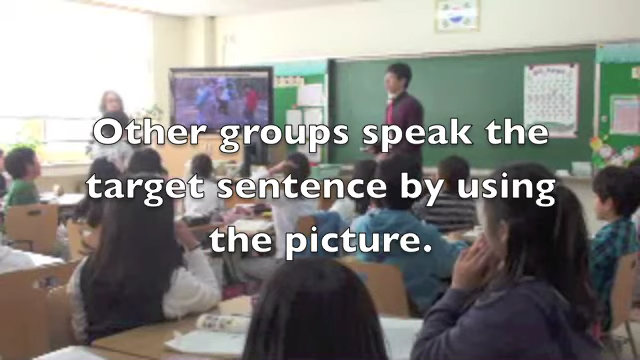 Other groups speak the
target sentence by using
the picture.